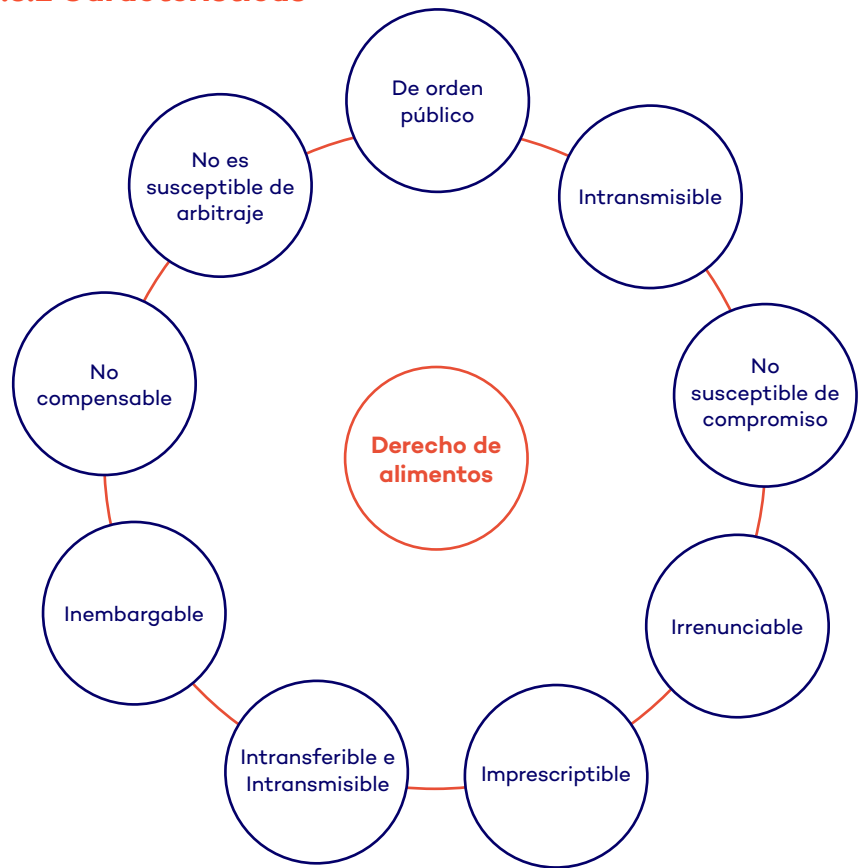 De orden
público
Intransmisible
No
susceptible de
compromiso
Irrenunciable
Imprescriptible
Intransferible e
Intransmisible
Inembargable
No
compensable
No es
susceptible de
arbitraje
Derecho de
alimentos